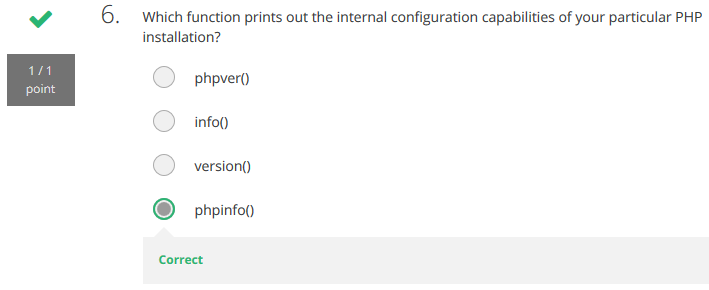 6.
Which function prints out the internal configuration capabilities of your particular PHP
installation?
1 / 1
point
phpver()
info()
version()
phpinfo()
Correct